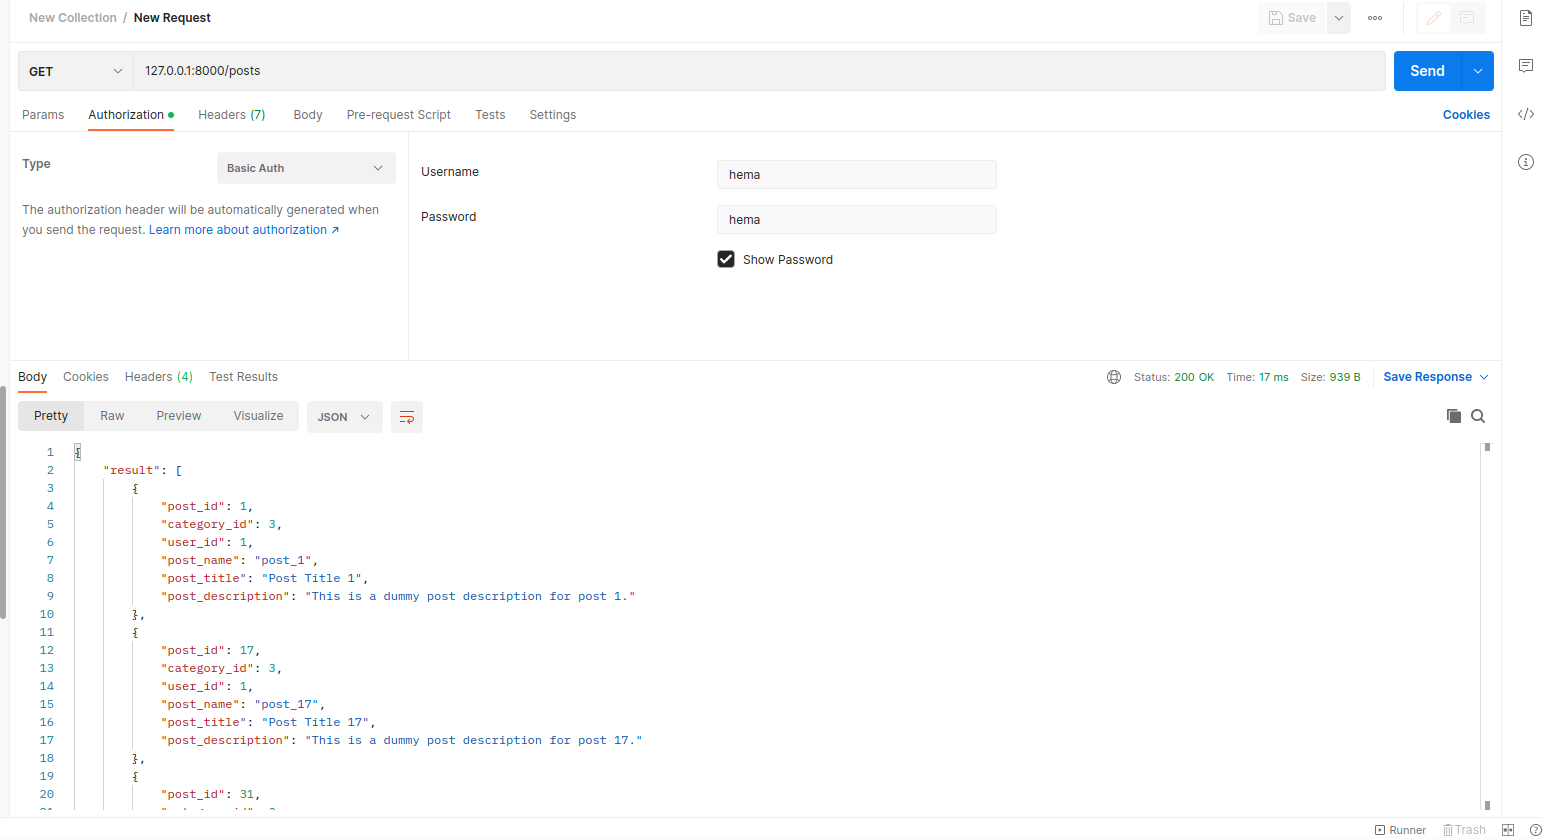 New Collection / New Request
Save
GET
127.0.0.1:8000/posts
Send
Params Authorization Headers (7) Body Pre-request Script Tests Settings Cookies
Type
Basic Auth
The authorization header will be automatically generated when
you send the request. Learn more about authorization ↗
Username
hema
Password
hema
Show Password
Body Cookies Headers (4) Test Results
Status: 200 OK Time: 17 ms Size: 939 B Save Response
Pretty Raw Preview Visualize JSON
1 {
2 "result": [
3 {
4 "post_id": 1,
5 "category_id": 3,
6 "user_id": 1,
7 "post_name": "post_1",
8 "post_title": "Post Title 1",
9 "post_description": "This is a dummy post description for post 1."
10 },
11 {
12 "post_id": 17,
13 "category_id": 3,
14 "user_id": 1,
15 "post_name": "post_17",
16 "post_title": "Post Title 17",
17 "post_description": "This is a dummy post description for post 17."
18 },
19 {
20 "post_id": 31,
Runner Trash